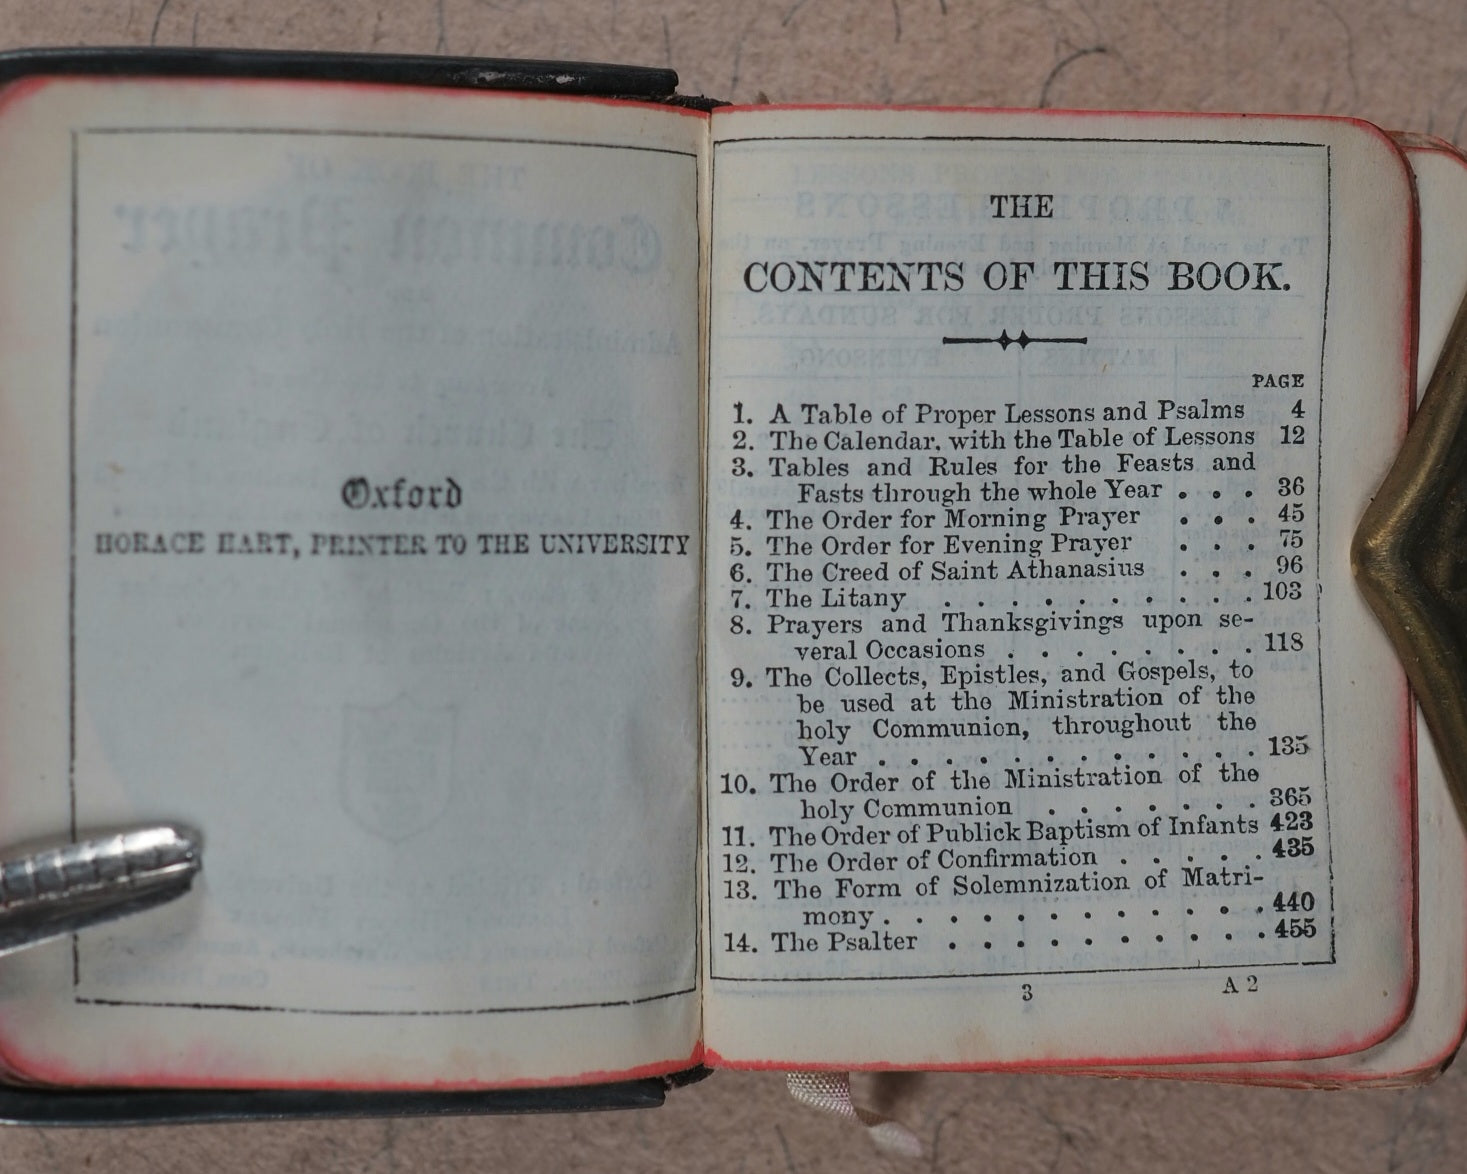 Oxford
HORACE HART, PRINTER TO THE UNIVERSITY
THE
CONTENTS OF THIS BOOK.
PAGE
1. A Table of Proper Lessons and Psalms 4
2. The Calendar, with the Table of Lessons 12
3. Tables and Rules for the Feasts and
Fasts through the whole Year . . . 36
4. The Order for Morning Prayer . . . 45
5. The Order for Evening Prayer . . . 75
6. The Creed of Saint Athanasius . . . 96
7. The Litany . . . . . . . . . . 103
8. Prayers and Thanksgivings upon se-
veral Occasions . . . . . . . . 118
9. The Collects, Epistles, and Gospels, to
be used at the Ministration of the
holy Communion, throughout the
Year . . . . . . . . . . . . 135
10. The Order of the Ministration of the
holy Communion . . . . . . . 365
11. The Order of Publick Baptism of Infants 423
12. The Order of Confirmation . . . . . 435
13. The Form of Solemnization of Matri-
mony . . . . . . . . . . . . 440
14. The Psalter . . . . . . . . . . 455
3 A 2